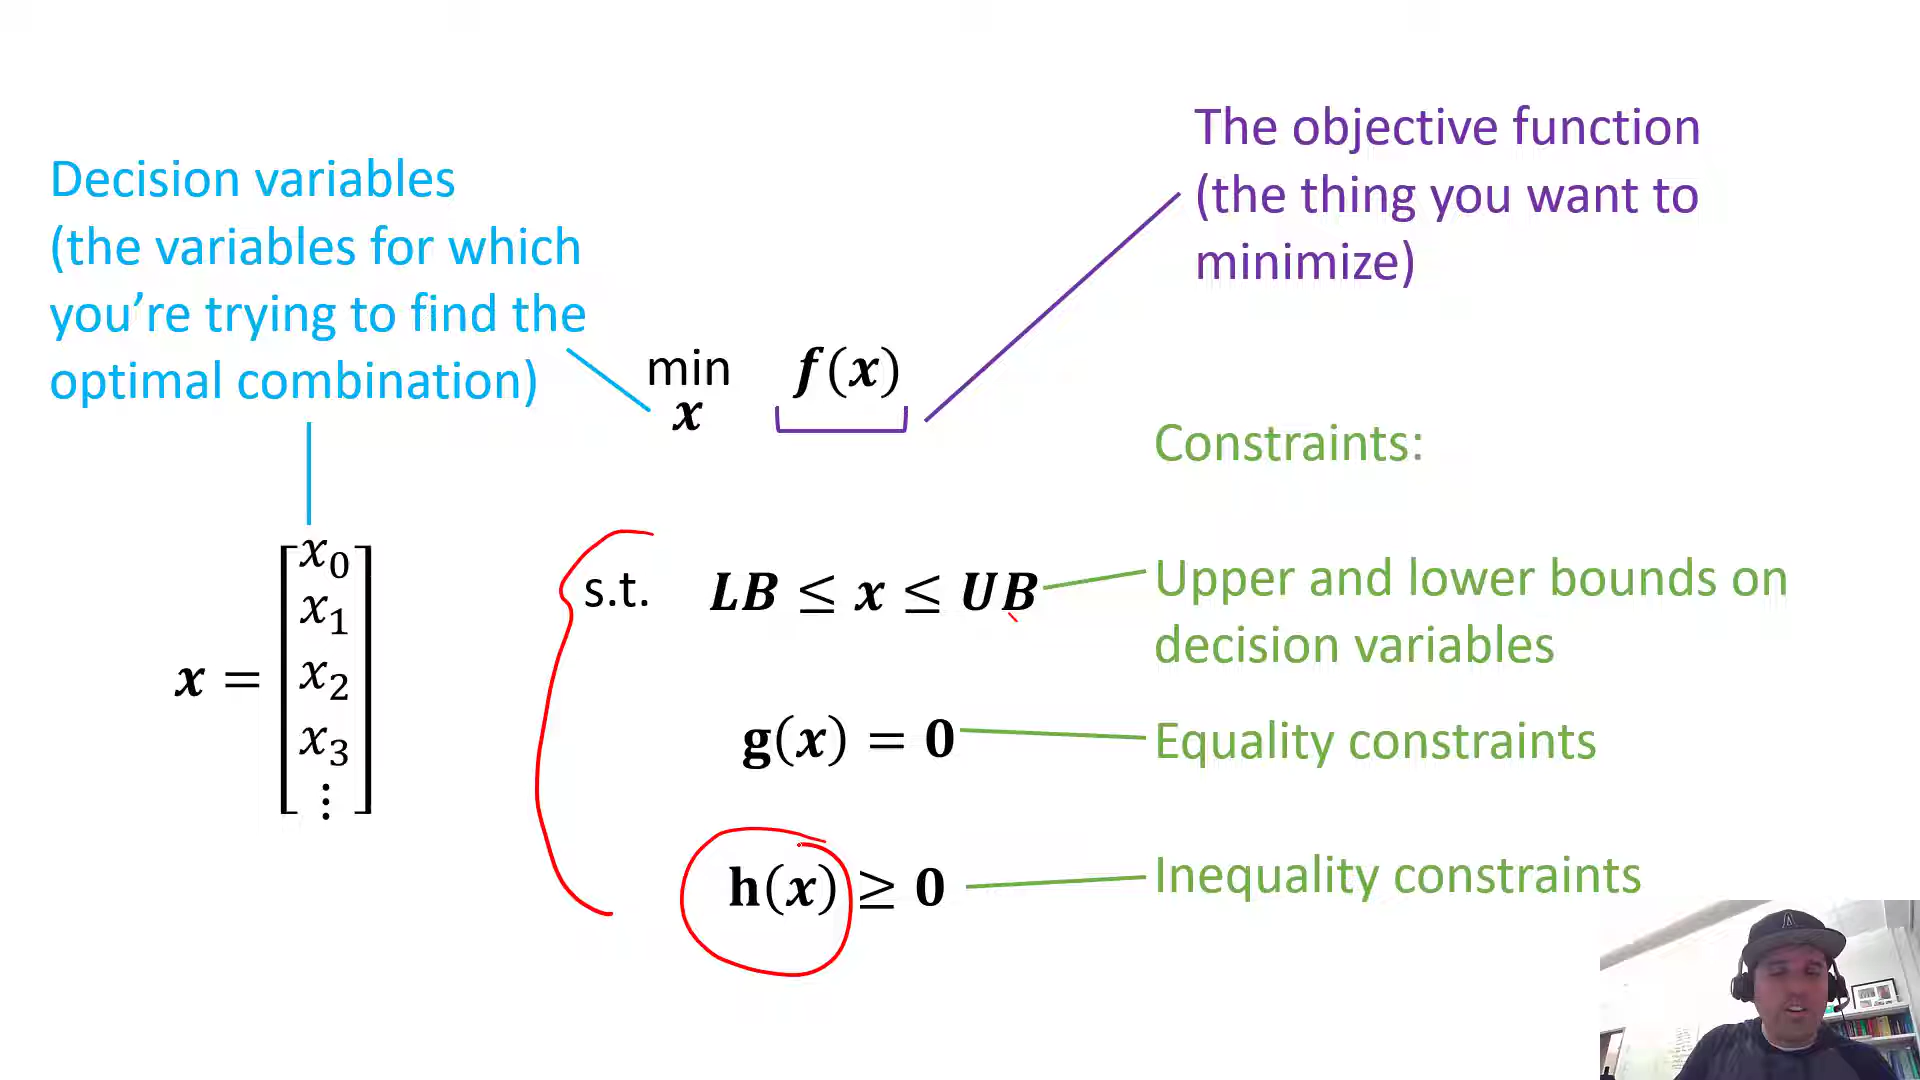 Decision variables
(the variables for which
you’re trying to find the
optimal combination)
The objective function
(the thing you want to
minimize)
min f(x)
x
Constraints:
x = [x₀
x₁
x₂
x₃
⋮]
s.t. LB ≤ x ≤ UB
Upper and lower bounds on
decision variables
g(x) = 0
Equality constraints
h(x) ≥ 0
Inequality constraints
A